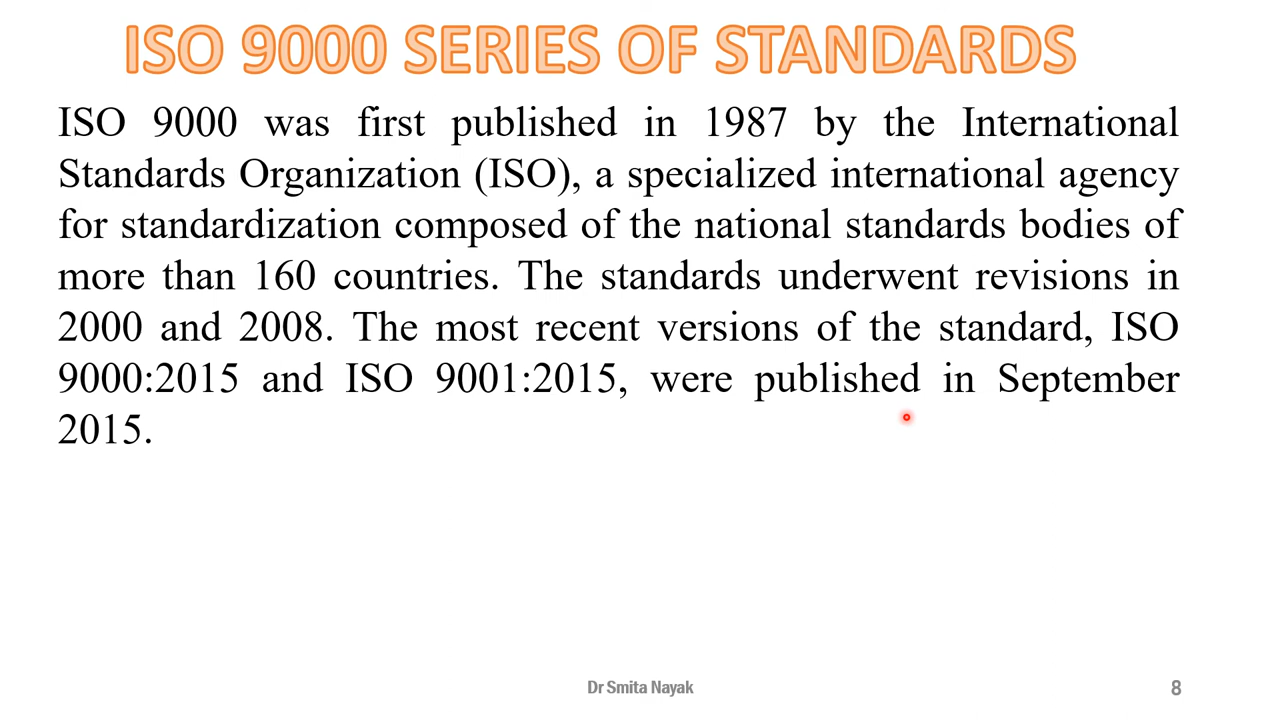 ISO 9000 SERIES OF STANDARDS
ISO 9000 was first published in 1987 by the International
Standards Organization (ISO), a specialized international agency
for standardization composed of the national standards bodies of
more than 160 countries. The standards underwent revisions in
2000 and 2008. The most recent versions of the standard, ISO
9000:2015 and ISO 9001:2015, were published in September
2015.
Dr Smita Nayak
8